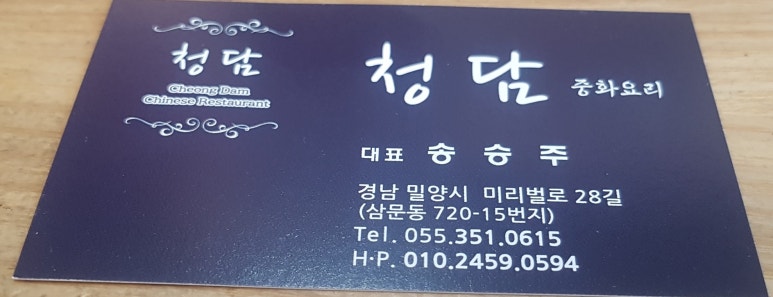 청담
Cheong Dam
Chinese Restaurant
청담 중화요리
대표 송승주
경남 밀양시 미리벌로 28길
(삼문동 720-15번지)
Tel. 055.351.0615
H·P. 010.2459.0594